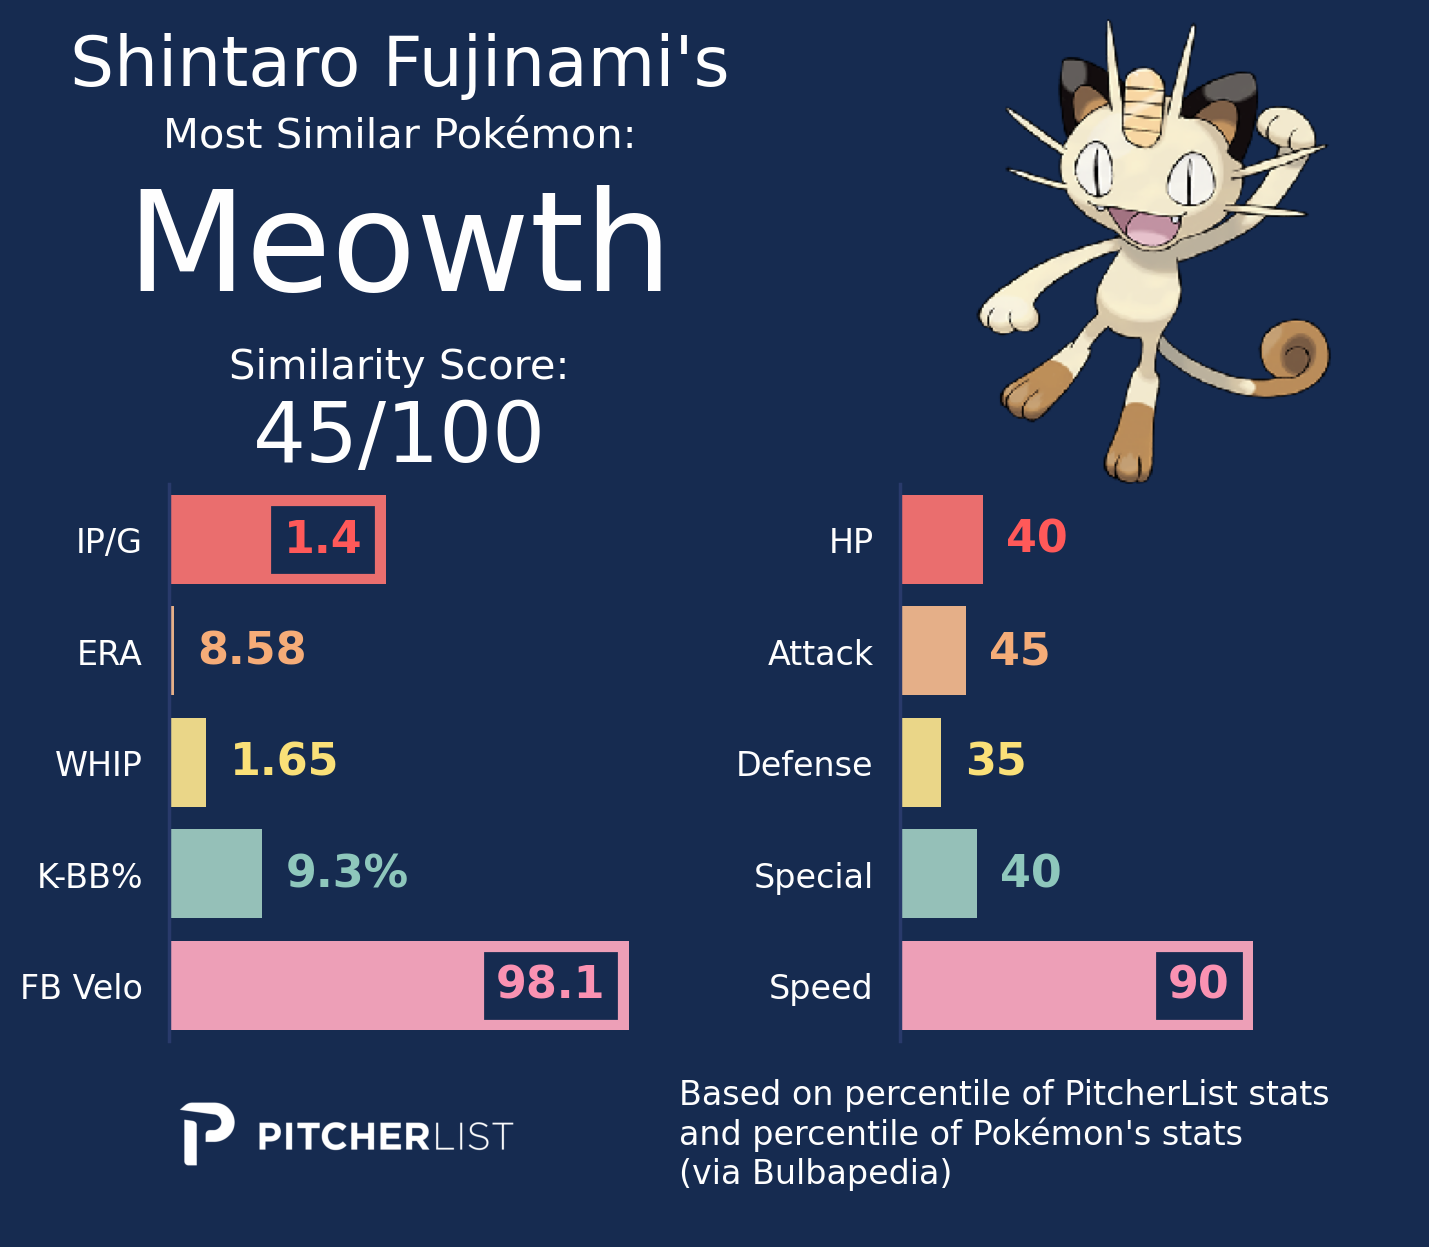 Shintaro Fujinami's
Most Similar Pokémon:
Meowth
Similarity Score:
45/100
IP/G 1.4
ERA 8.58
WHIP 1.65
K-BB% 9.3%
FB Velo 98.1
HP 40
Attack 45
Defense 35
Special 40
Speed 90
PITCHERLIST
Based on percentile of PitcherList stats
and percentile of Pokémon's stats
(via Bulbapedia)